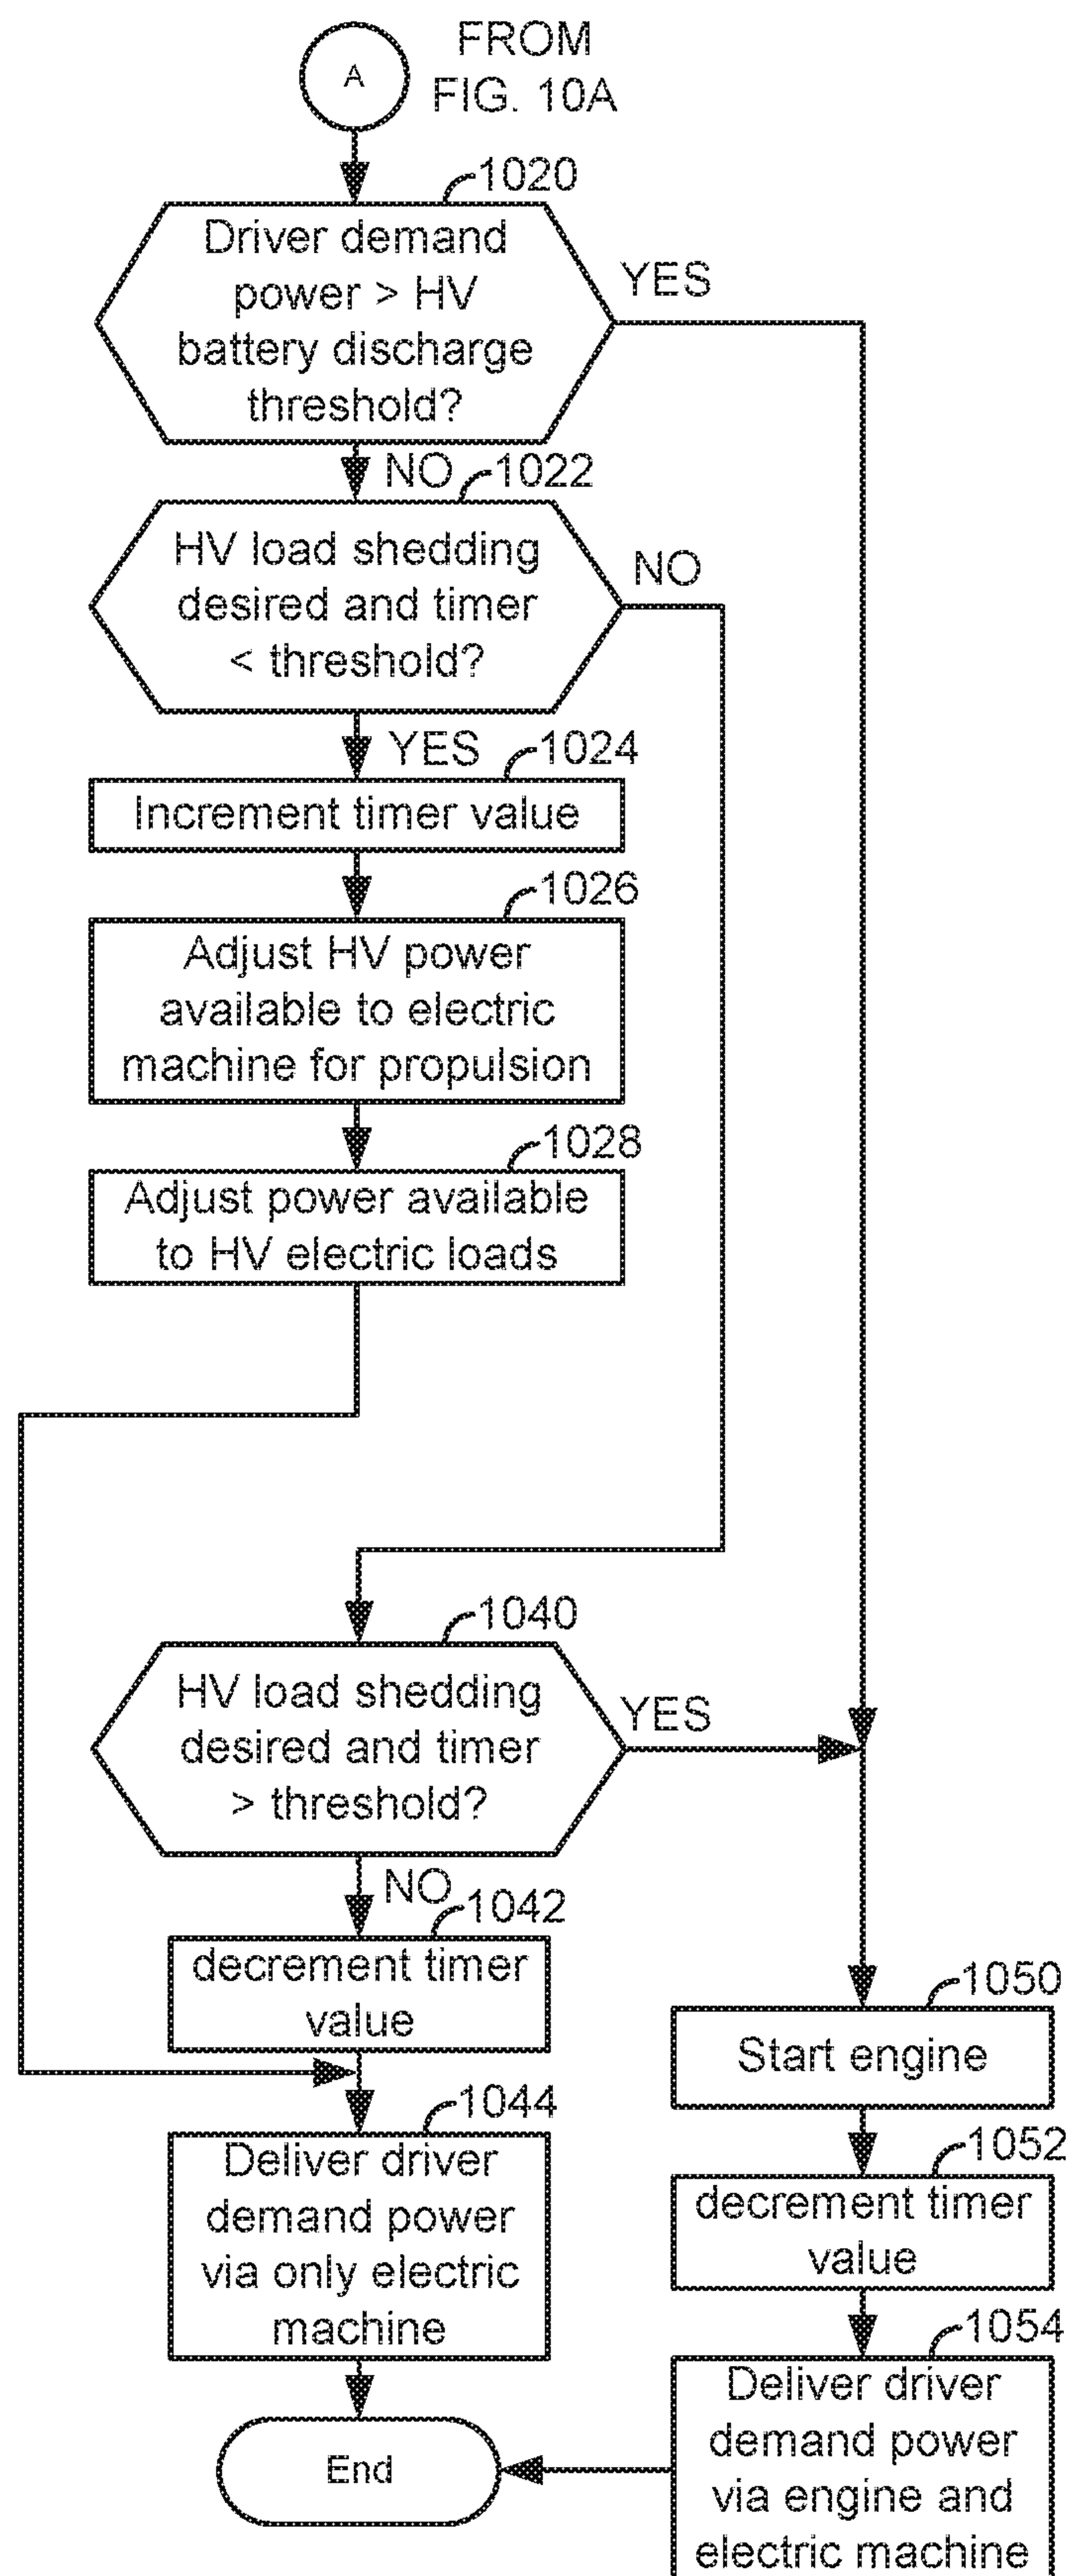 A
FROM
FIG. 10A
1020
Driver demand
power > HV
battery discharge
threshold?
YES
NO
1022
HV load shedding
desired and timer
< threshold?
NO
YES
1024
Increment timer value
1026
Adjust HV power
available to electric
machine for propulsion
1028
Adjust power available
to HV electric loads
1040
HV load shedding
desired and timer
> threshold?
YES
NO
1042
decrement timer
value
1044
Deliver driver
demand power
via only electric
machine
End
1050
Start engine
1052
decrement timer
value
1054
Deliver driver
demand power
via engine and
electric machine